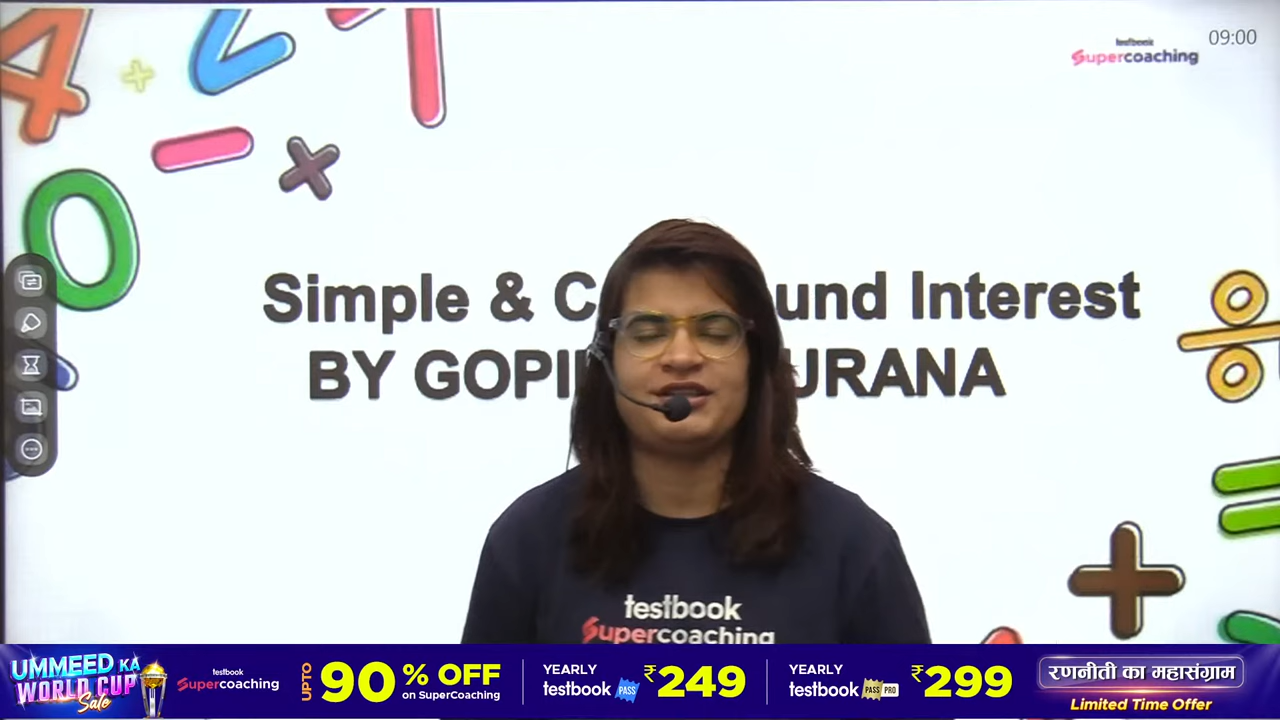 testbook
Supercoaching
09:00
Simple & C und Interest
BY GOPI URANA
testbook
Supercoaching
UMMEED KA
WORLD CUP
Sale
testbook
Supercoaching
UPTO 90% OFF
on SuperCoaching
YEARLY
testbook PASS
₹249
YEARLY
testbook PASS PRO
₹299
रणनीती का महासंग्राम
Limited Time Offer